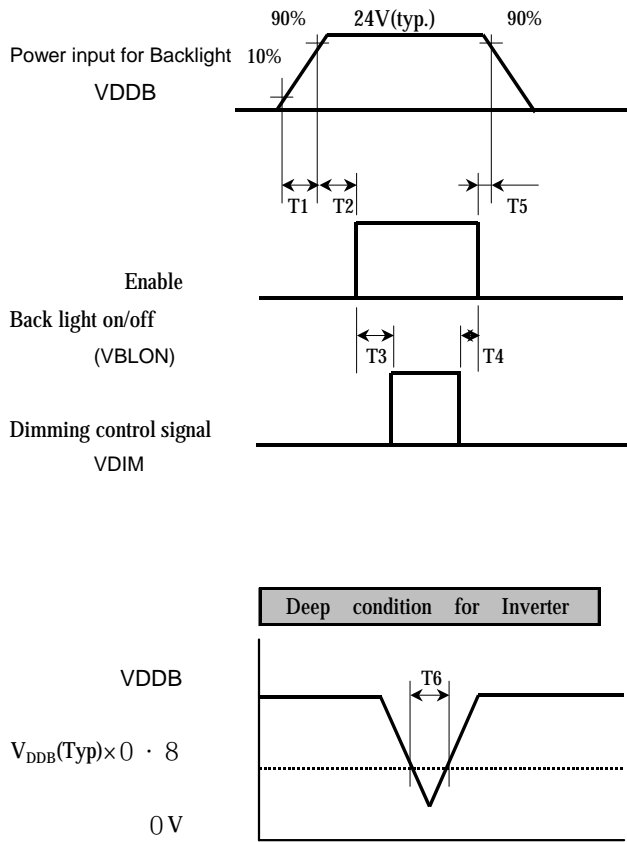 90% 24V(typ.) 90%
Power input for Backlight 10%
VDDB
T1 T2 T5
Enable
Back light on/off
(VBLON)
T3 T4
Dimming control signal
VDIM
Deep condition for Inverter
VDDB
T6
VDDB(Typ)×0・8
0V